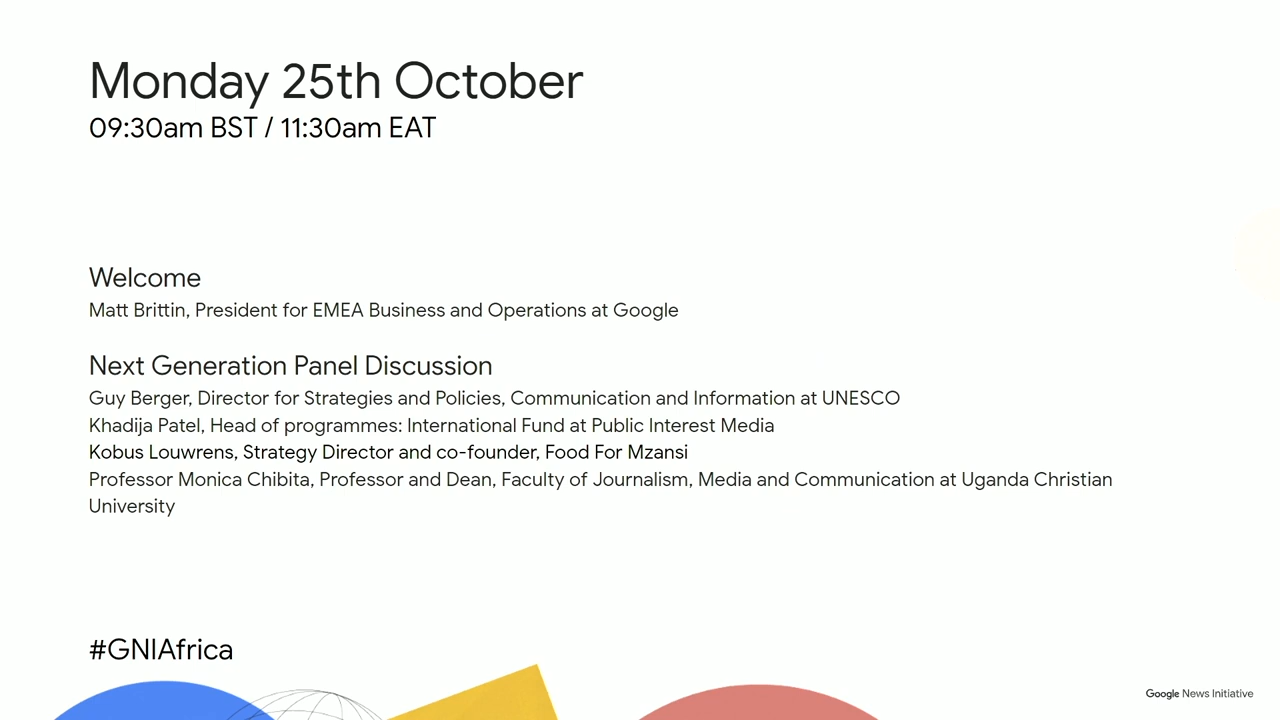 Monday 25th October
09:30am BST / 11:30am EAT
Welcome
Matt Brittin, President for EMEA Business and Operations at Google
Next Generation Panel Discussion
Guy Berger, Director for Strategies and Policies, Communication and Information at UNESCO
Khadija Patel, Head of programmes: International Fund at Public Interest Media
Kobus Louwrens, Strategy Director and co-founder, Food For Mzansi
Professor Monica Chibita, Professor and Dean, Faculty of Journalism, Media and Communication at Uganda Christian
University
#GNIAfrica
Google News Initiative